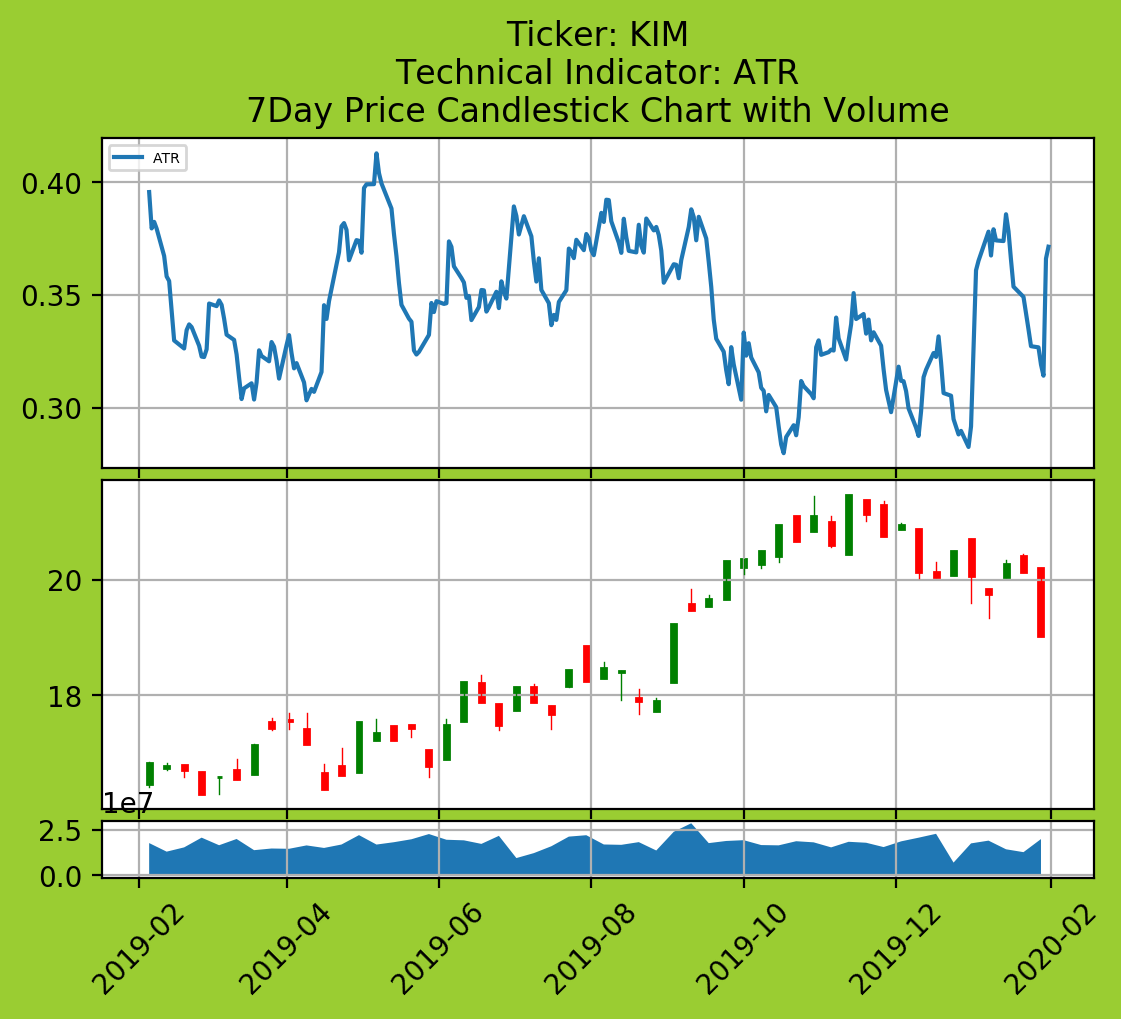 Ticker: KIM
Technical Indicator: ATR
7Day Price Candlestick Chart with Volume
ATR
0.40
0.35
0.30
20
18
1e7
2.5
0.0
2019-02
2019-04
2019-06
2019-08
2019-10
2019-12
2020-02